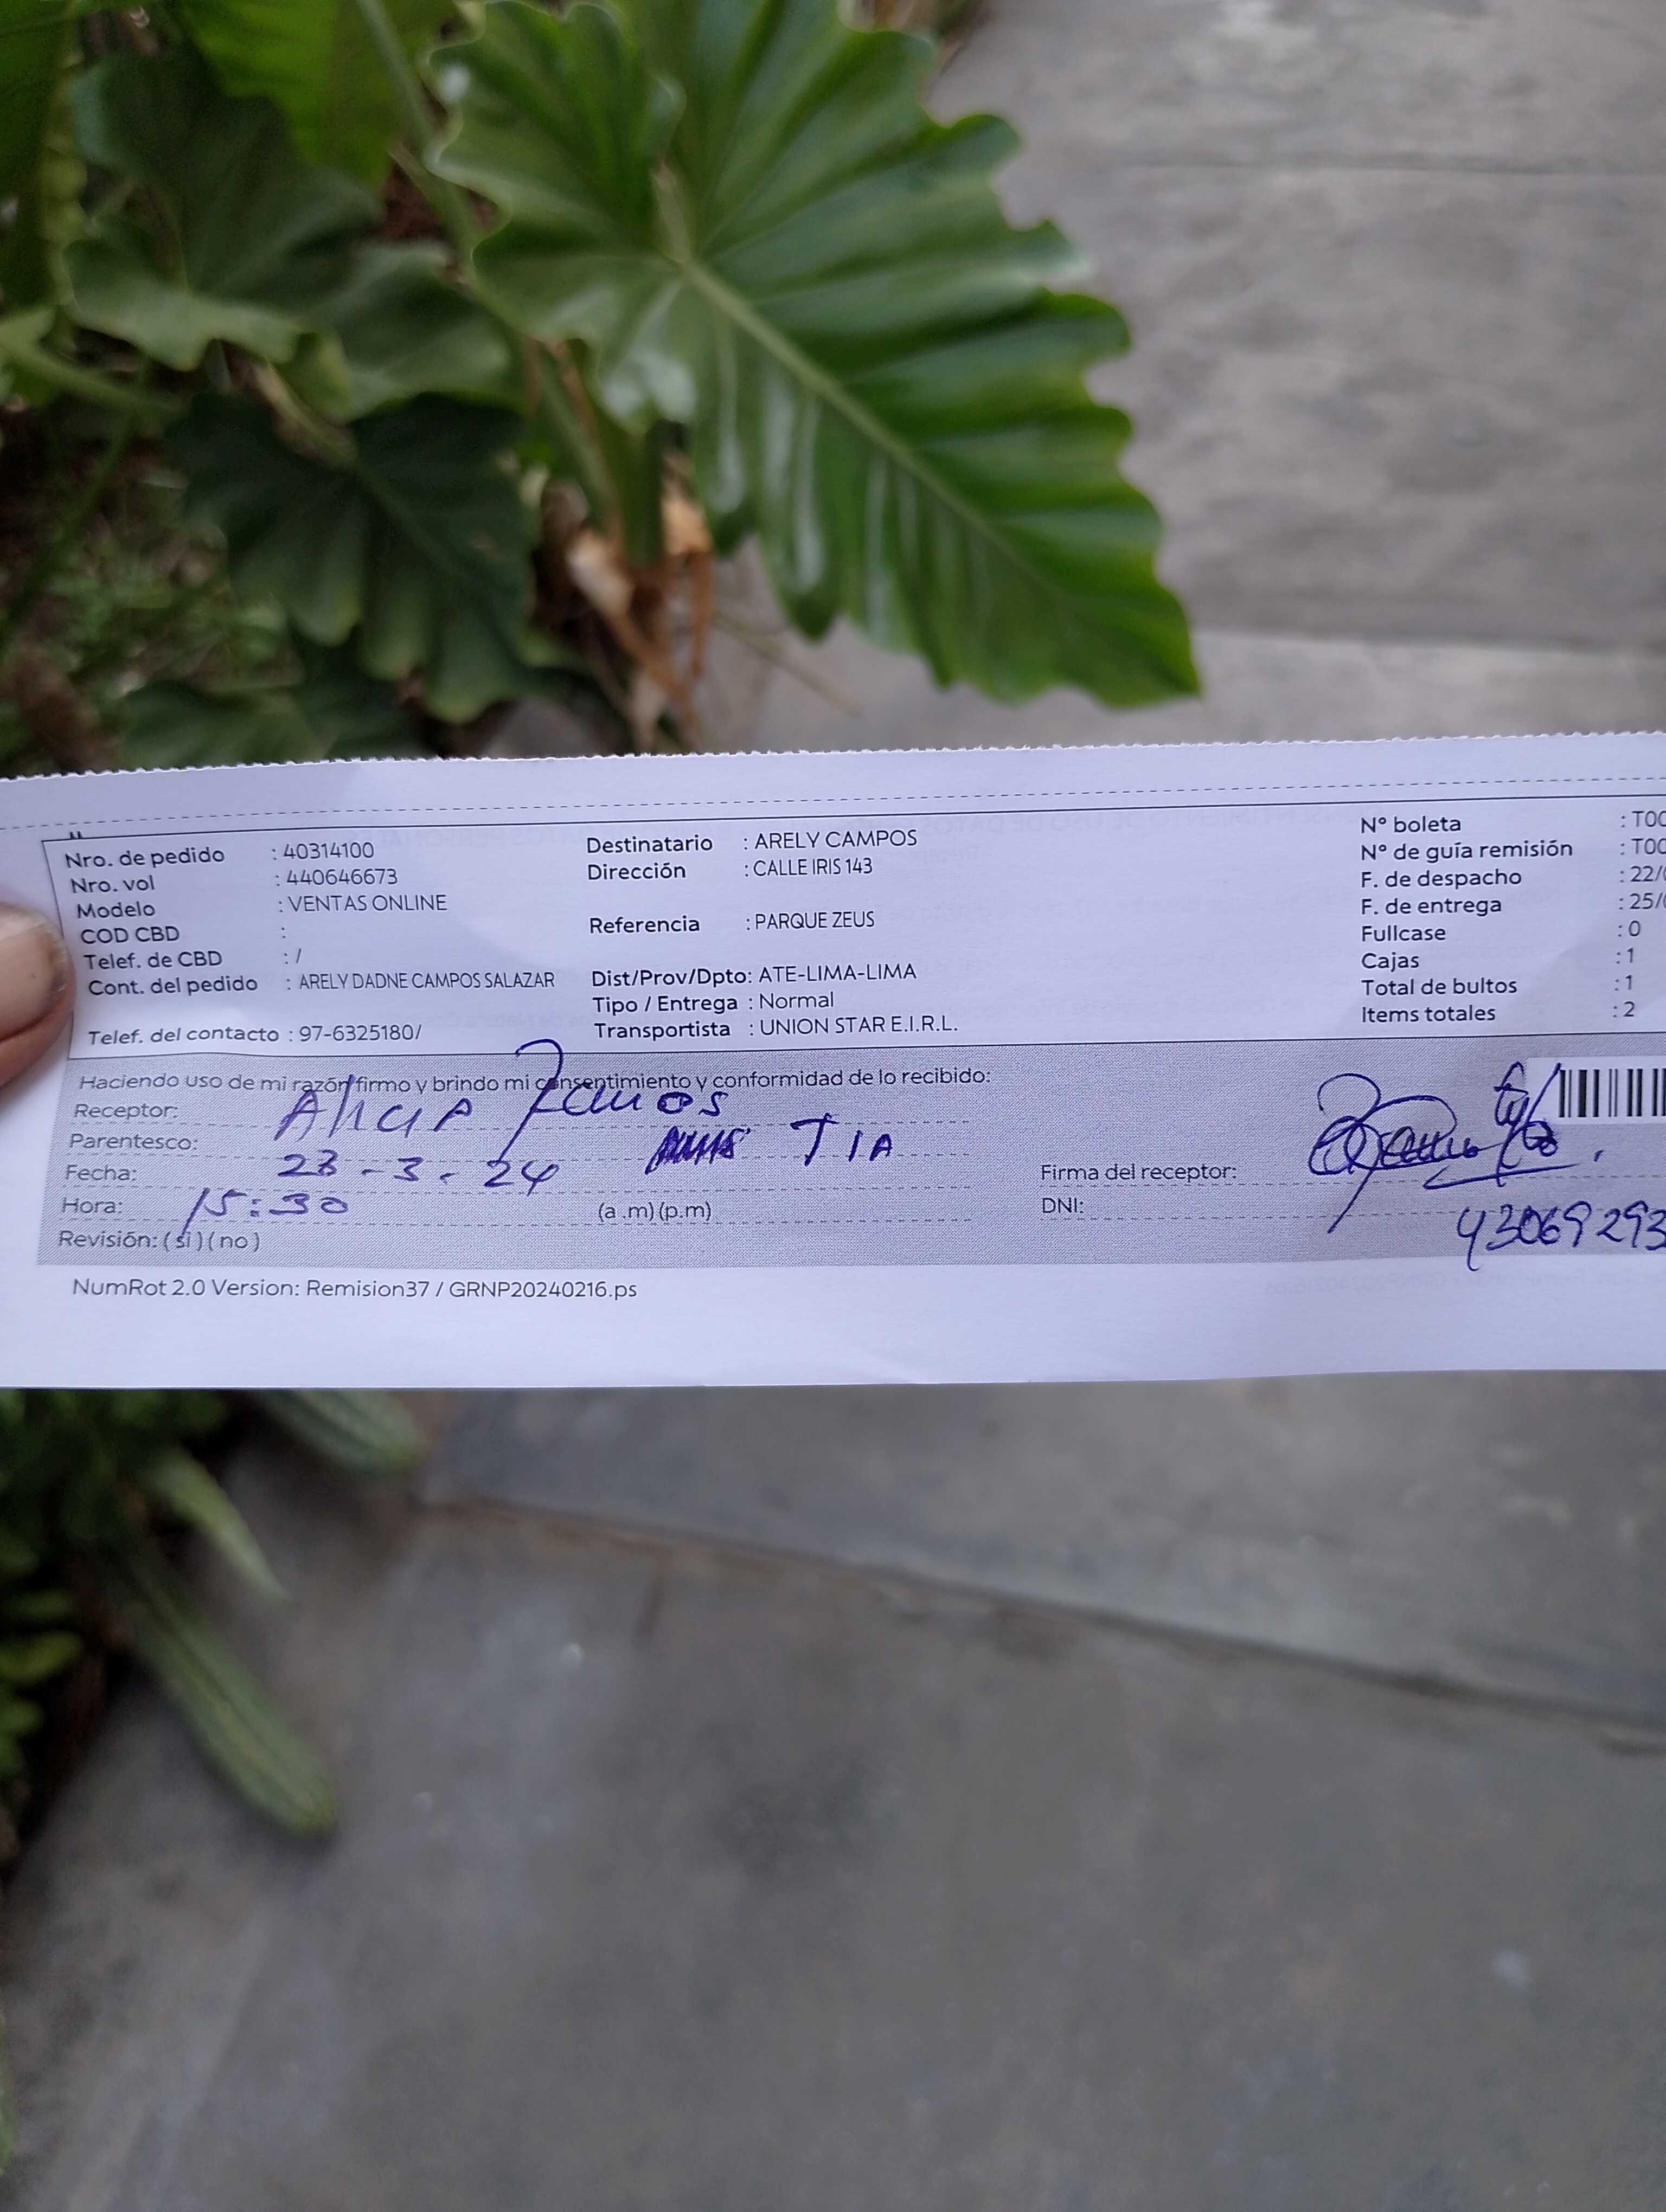 Nro. de pedido : 40314100
Nro. vol : 440646673
Modelo : VENTAS ONLINE
COD CBD :
Telef. de CBD : /
Cont. del pedido : ARELY DADNE CAMPOS SALAZAR
Telef. del contacto : 97-6325180/
Destinatario : ARELY CAMPOS
Dirección : CALLE IRIS 143
Referencia : PARQUE ZEUS
Dist/Prov/Dpto: ATE-LIMA-LIMA
Tipo / Entrega : Normal
Transportista : UNION STAR E.I.R.L.
N° boleta : T00
N° de guía remisión : T00
F. de despacho : 22/
F. de entrega : 25/
Fullcase : 0
Cajas : 1
Total de bultos : 1
Items totales : 2
Haciendo uso de mi razón firmo y brindo mi consentimiento y conformidad de lo recibido:
Receptor: Alicia
Parentesco: TIA
Fecha: 23-3-24
Hora: 15:30 (a .m) (p.m)
Revisión: ( si ) ( no )
Firma del receptor:
DNI: 43069293
NumRot 2.0 Version: Remision37 / GRNP20240216.ps